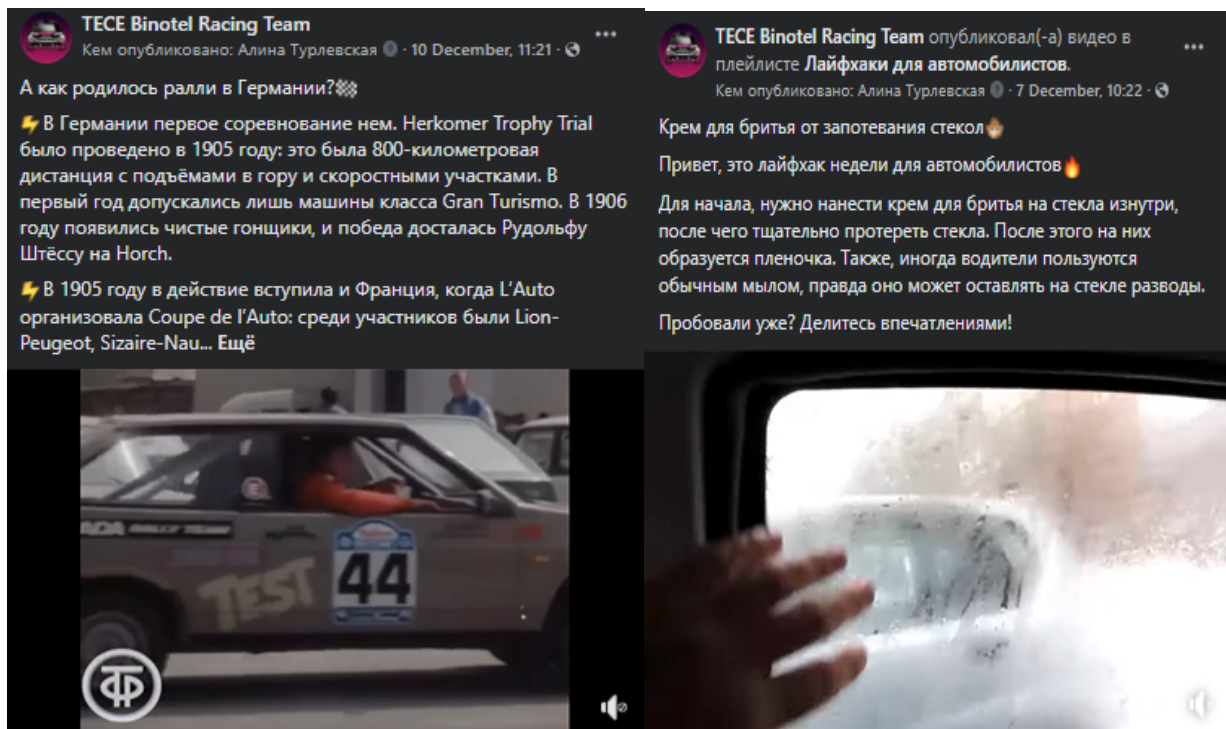 TECE Binotel Racing Team
Кем опубликовано: Алина Турлевская · 10 December, 11:21 ·
А как родилось ралли в Германии?
В Германии первое соревнование нем. Herkomer Trophy Trial
было проведено в 1905 году: это была 800-километровая
дистанция с подъёмами в гору и скоростными участками. В
первый год допускались лишь машины класса Gran Turismo. В 1906
году появились чистые гонщики, и победа досталась Рудольфу
Штёссу на Horch.
В 1905 году в действие вступила и Франция, когда L'Auto
организовала Coupe de l'Auto: среди участников были Lion-
Peugeot, Sizaire-Nau... Ещё
ADA RALLY TEAM
TEST
44
TECE Binotel Racing Team опубликовал(-а) видео в
плейлисте Лайфхаки для автомобилистов.
Кем опубликовано: Алина Турлевская · 7 December, 10:22 ·
Крем для бритья от запотевания стекол
Привет, это лайфхак недели для автомобилистов
Для начала, нужно нанести крем для бритья на стекла изнутри,
после чего тщательно протереть стекла. После этого на них
образуется пленочка. Также, иногда водители пользуются
обычным мылом, правда оно может оставлять на стекле разводы.
Пробовали уже? Делитесь впечатлениями!